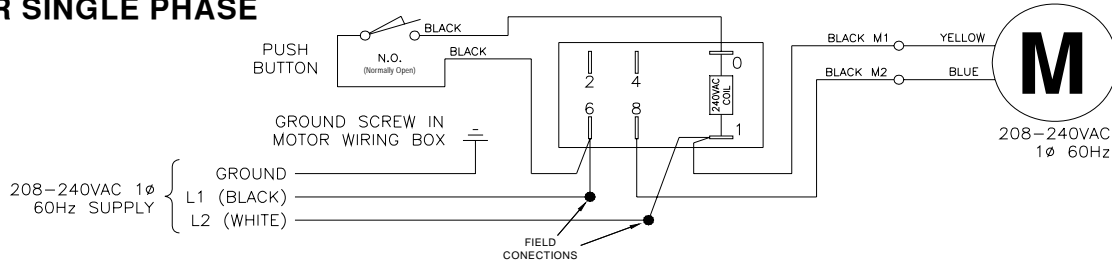 R SINGLE PHASE
PUSH
BUTTON
BLACK
N.O.
(Normally Open)
BLACK
2
4
0
6
8
1
240VAC
COIL
BLACK M1
YELLOW
BLACK M2
BLUE
M
208-240VAC
1ø 60Hz
GROUND SCREW IN
MOTOR WIRING BOX
208-240VAC 1ø
60Hz SUPPLY
GROUND
L1 (BLACK)
L2 (WHITE)
FIELD
CONECTIONS